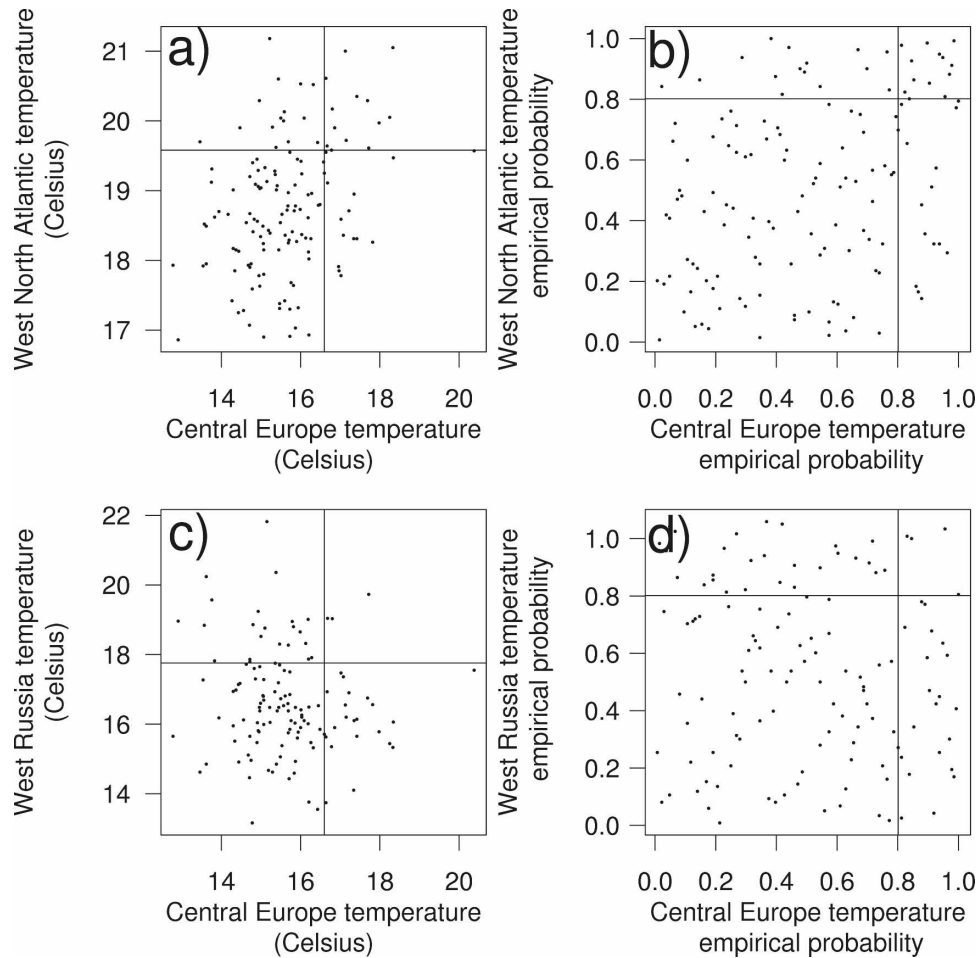 a)
West North Atlantic temperature
(Celsius)
21
20
19
18
17
14 16 18 20
Central Europe temperature
(Celsius)
b)
West North Atlantic temperature
empirical probability
1.0
0.8
0.6
0.4
0.2
0.0
0.0 0.2 0.4 0.6 0.8 1.0
Central Europe temperature
empirical probability
c)
West Russia temperature
(Celsius)
22
20
18
16
14
14 16 18 20
Central Europe temperature
(Celsius)
d)
West Russia temperature
empirical probability
1.0
0.8
0.6
0.4
0.2
0.0
0.0 0.2 0.4 0.6 0.8 1.0
Central Europe temperature
empirical probability